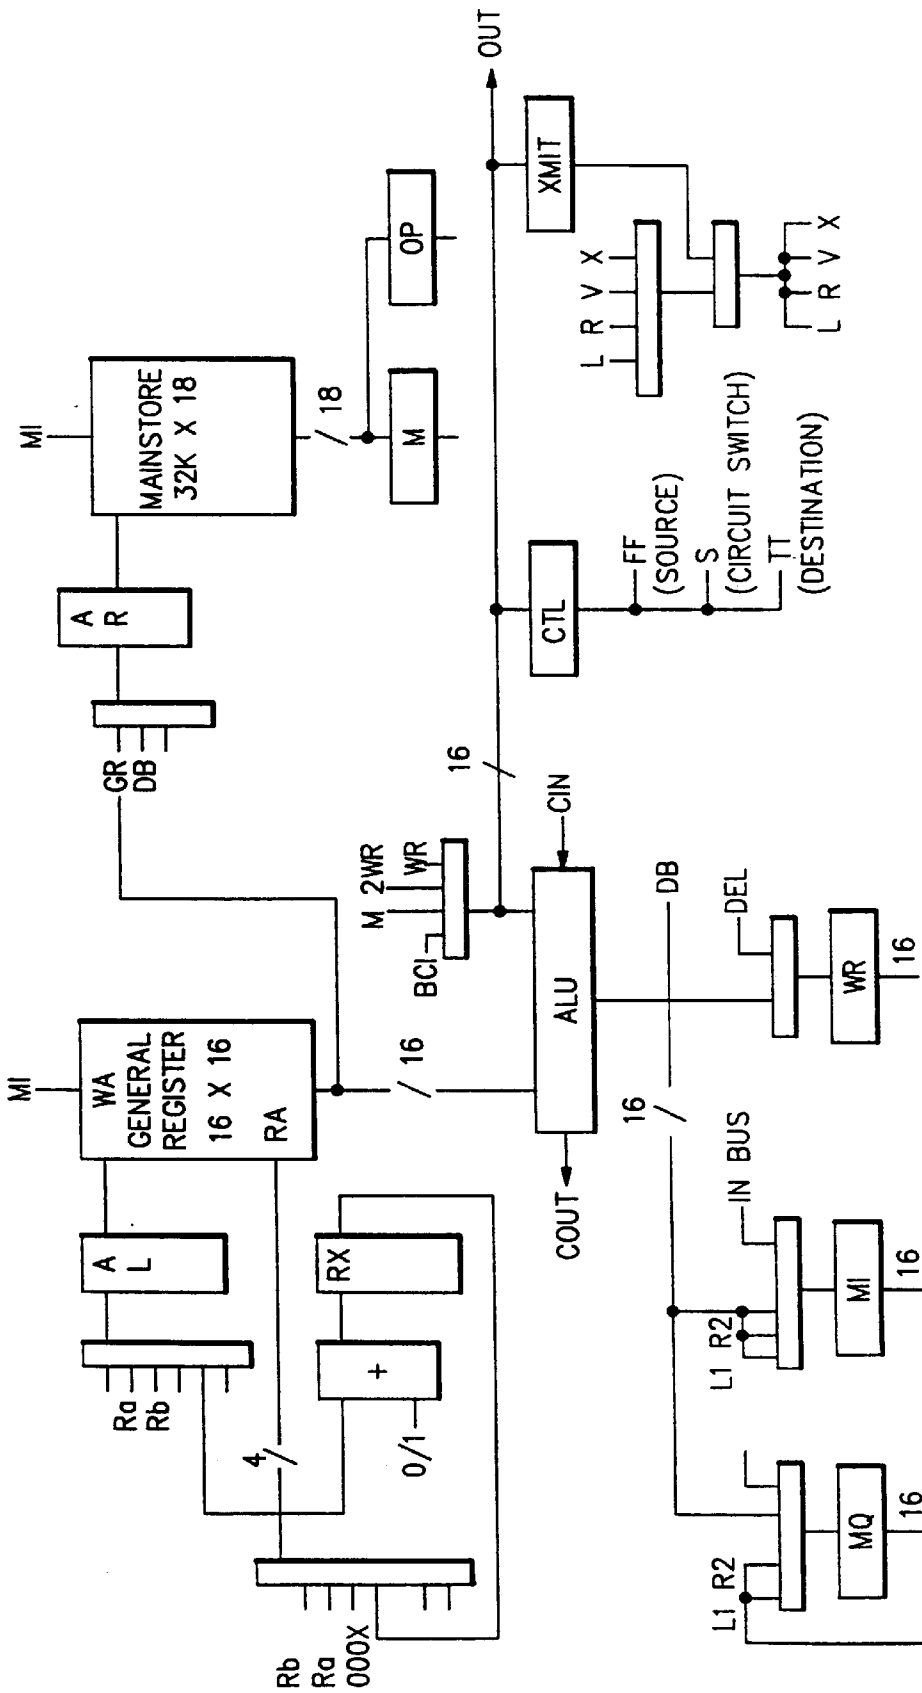 MI
MAINSTORE
32K X 18
A
R
GR
DB
18
M
OP
MI
WA
GENERAL
REGISTER
16 X 16
RA
A
L
Ra
Rb
4
RX
+
0/1
Rb
Ra
000X
16
BCI
M
2WR
WR
16
OUT
CIN
ALU
COUT
CTL
FF
(SOURCE)
S
(CIRCUIT SWITCH)
TT
(DESTINATION)
XMIT
L R V X
L R V X
DB
16
DEL
WR
16
IN BUS
L1 R2
MI
16
L1 R2
MQ
16